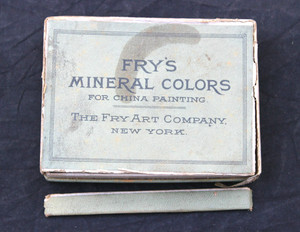 FRY'S
MINERAL COLORS
FOR CHINA PAINTING.
THE FRY ART COMPANY,
NEW YORK.